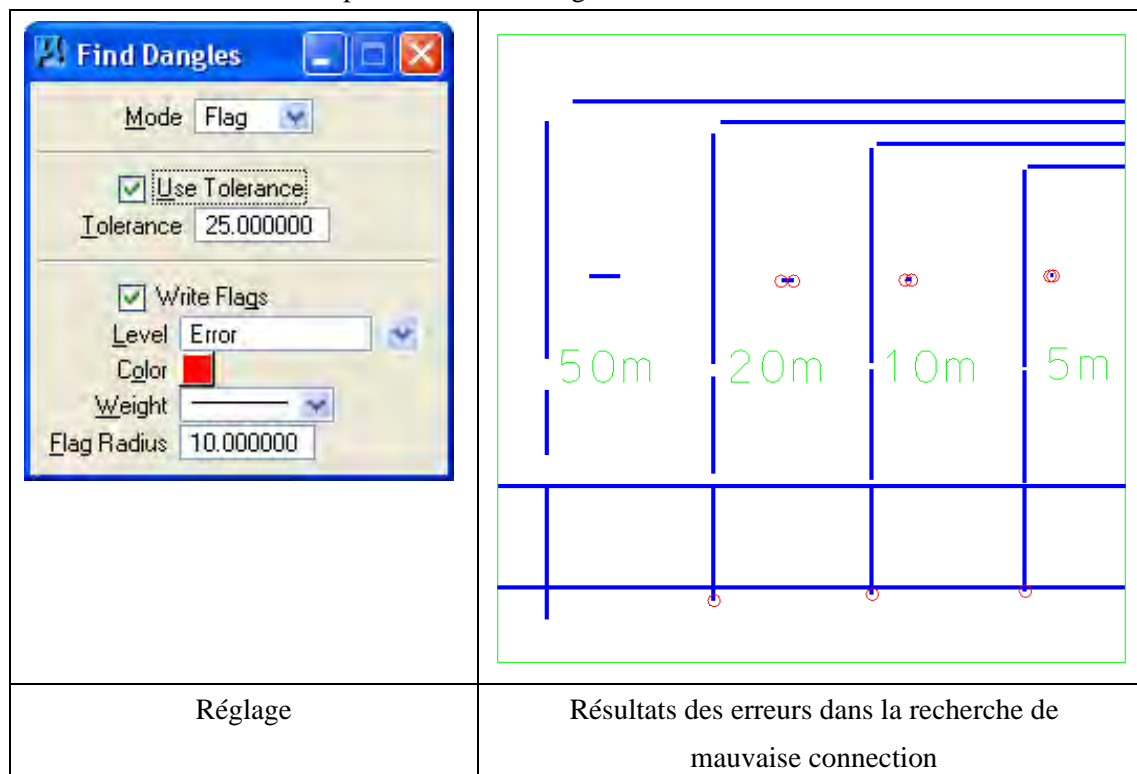 Find Dangles
Mode Flag
Use Tolerance
Tolerance 25.000000
Write Flags
Level Error
Color
Weight
Flag Radius 10.000000
50m 20m 10m 5m
Réglage
Résultats des erreurs dans la recherche de
mauvaise connection